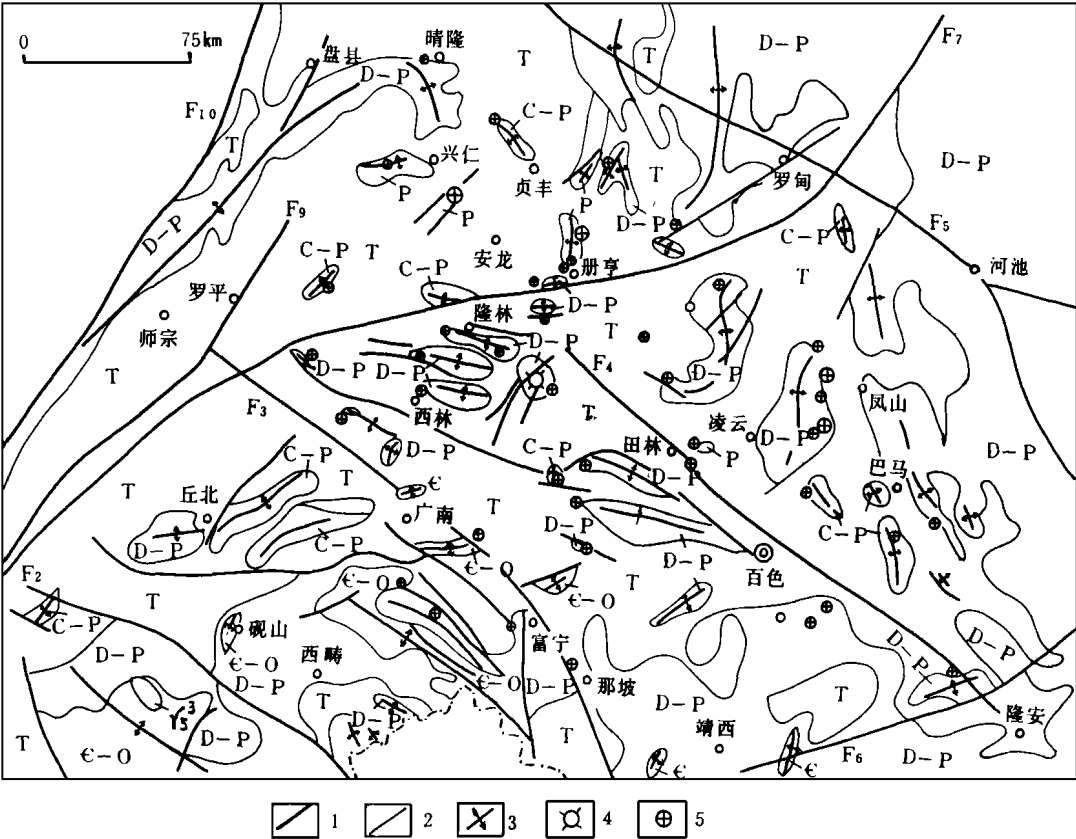 0 75km
盘县
晴隆
T
T
D-P
F7
D-P
F10
T
C-P
兴仁
P
贞丰
P
P
T
罗甸
D-P
D-P
D-P
F9
C-P
T
安龙
C-P
册亨
C-P
F5
河池
T
罗平
师宗
隆林
D-P
T
D-P
F4
D-P
T
D-P
D-P
西林
F3
T
凌云
D-P
凤山
D-P
田林
P
C-P
D-P
巴马
C-P
T
丘北
D-P
C-P
T
Є
广南
T
D-P
C-P
D-P
百色
Є-O
F2
T
Є-O
Є-O
T
C-P
砚山
D-P
Є-O
西畴
D-P
富宁
Є-O
D-P
那坡
D-P
D-P
D-P
T
γ₅³
T
D-P
T
靖西
隆安
T
Є-O
D-P
Є
Є
F6
D-P
1 2 3 4 5